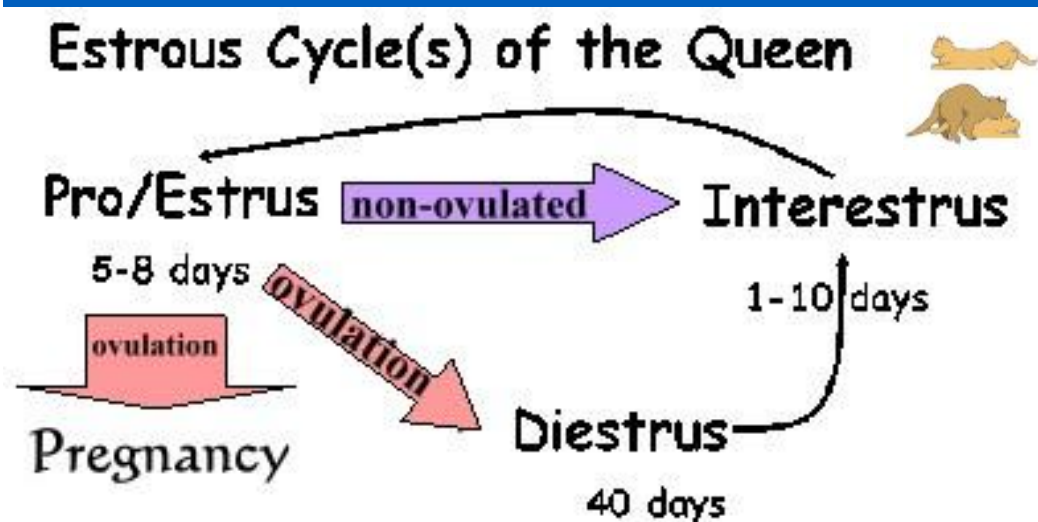 Estrous Cycle(s) of the Queen
Pro/Estrus
non-ovulated
Interestrus
5-8 days
1-10 days
ovulation
ovulation
Diestrus
Pregnancy
40 days